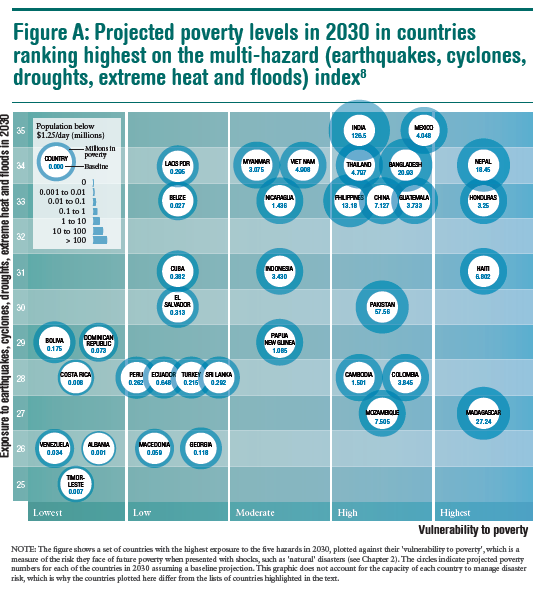 Figure A: Projected poverty levels in 2030 in countries
ranking highest on the multi-hazard (earthquakes, cyclones,
droughts, extreme heat and floods) index8
Exposure to earthquakes, cyclones, droughts, extreme heat and floods in 2030
Population below
$1.25/day (millions)
COUNTRY
0.000
Millions in
poverty
Baseline
0
0.001 to 0.01
0.01 to 0.1
0.1 to 1
1 to 10
10 to 100
> 100
35
INDIA
126.5
MEXICO
4.048
34
LAOS PDR
0.295
MYANMAR
3.075
VIET NAM
4.908
THAILAND
4.797
BANGLADESH
20.93
NEPAL
18.45
33
BELIZE
0.027
NICARAGUA
1.436
PHILIPPINES
13.18
CHINA
7.127
GUATEMALA
3.733
HONDURAS
3.25
32
31
CUBA
0.382
INDONESIA
3.430
HAITI
6.802
30
EL
SALVADOR
0.313
PAKISTAN
57.56
29
BOLIVIA
0.175
DOMINICAN
REPUBLIC
0.073
PAPUA
NEW GUINEA
1.085
28
COSTA RICA
0.008
PERU
0.262
ECUADOR
0.648
TURKEY
0.215
SRI LANKA
0.292
CAMBODIA
1.501
COLOMBIA
3.845
27
MOZAMBIQUE
7.505
MADAGASCAR
27.24
26
VENEZUELA
0.034
ALBANIA
0.001
MACEDONIA
0.059
GEORGIA
0.118
25
TIMOR-
LESTE
0.007
Lowest
Low
Moderate
High
Highest
Vulnerability to poverty
NOTE: The figure shows a set of countries with the highest exposure to the five hazards in 2030, plotted against their 'vulnerability to poverty', which is a
measure of the risk they face of future poverty when presented with shocks, such as 'natural' disasters (see Chapter 2). The circles indicate projected poverty
numbers for each of the countries in 2030 assuming a baseline projection. This graphic does not account for the capacity of each country to manage disaster
risk, which is why the countries plotted here differ from the lists of countries highlighted in the text.